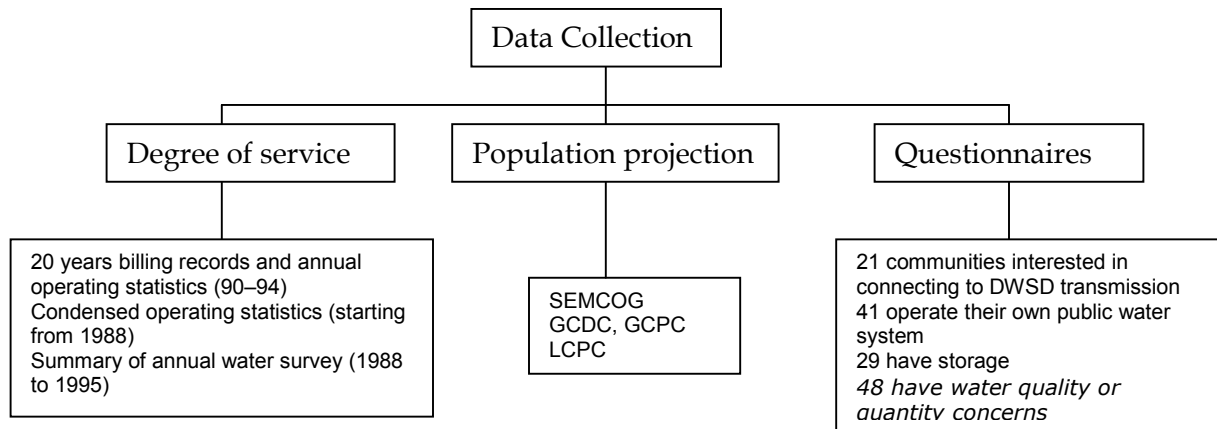 Data Collection
Degree of service
Population projection
Questionnaires
20 years billing records and annual
operating statistics (90–94)
Condensed operating statistics (starting
from 1988)
Summary of annual water survey (1988
to 1995)
SEMCOG
GCDC, GCPC
LCPC
21 communities interested in
connecting to DWSD transmission
41 operate their own public water
system
29 have storage
48 have water quality or
quantity concerns